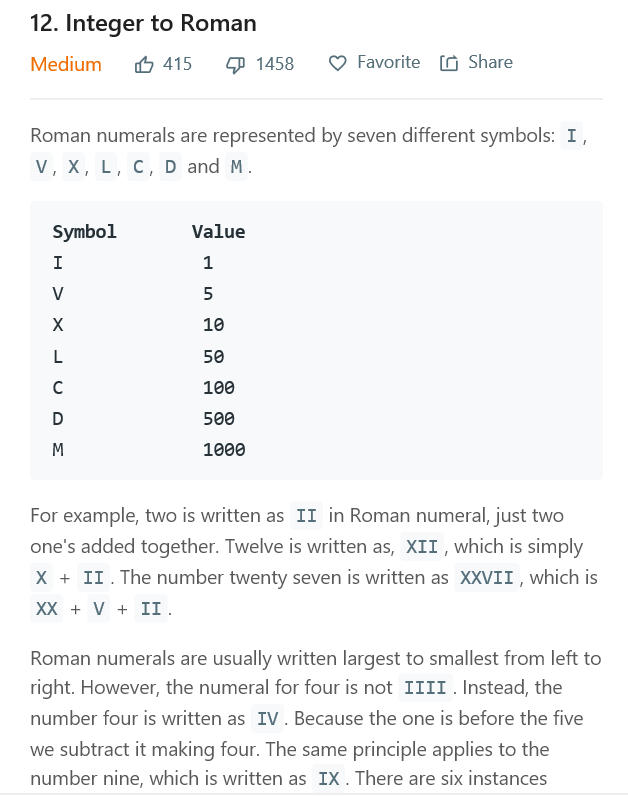 12. Integer to Roman
Medium 415 1458 Favorite Share
Roman numerals are represented by seven different symbols: I,
V, X, L, C, D and M.
Symbol Value
I 1
V 5
X 10
L 50
C 100
D 500
M 1000
For example, two is written as II in Roman numeral, just two
one's added together. Twelve is written as, XII, which is simply
X + II. The number twenty seven is written as XXVII, which is
XX + V + II.
Roman numerals are usually written largest to smallest from left to
right. However, the numeral for four is not IIII. Instead, the
number four is written as IV. Because the one is before the five
we subtract it making four. The same principle applies to the
number nine, which is written as IX. There are six instances